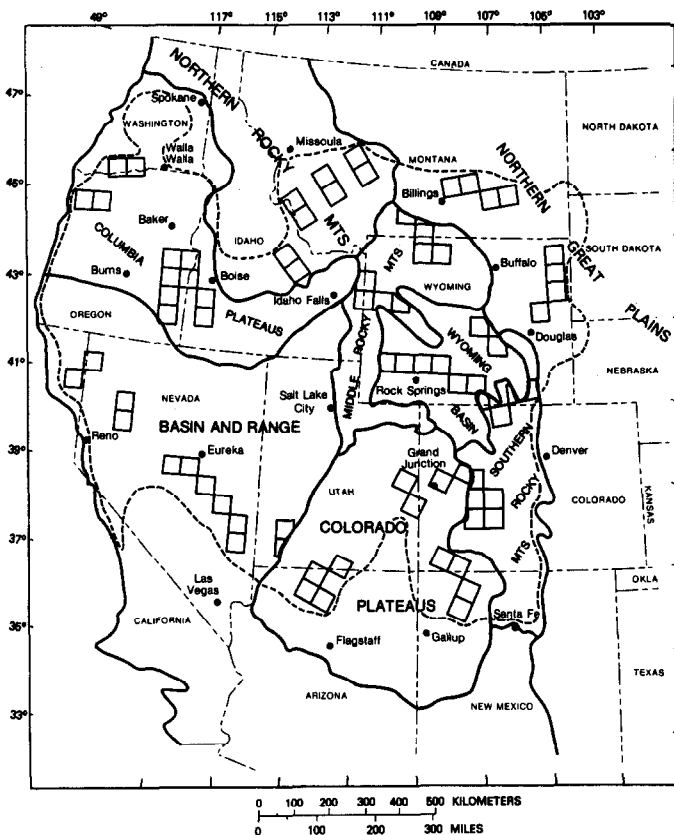 49° 117° 115° 113° 111° 109° 107° 105° 103°
CANADA
47°
NORTHERN
Spokane
WASHINGTON
NORTH DAKOTA
Walla
Walla
ROCKY
Missoula
MONTANA
NORTHERN
45°
Billings
Baker
COLUMBIA
IDAHO
MTS
MTS
SOUTH DAKOTA
GREAT
Buffalo
43°
Burns
Boise
WYOMING
Idaho Falls
PLAINS
OREGON
PLATEAUS
ROCKY
WYOMING
Douglas
41°
NEBRASKA
Rock Springs
NEVADA
Salt Lake
City
MIDDLE
BASIN
BASIN AND RANGE
SOUTHERN
39°
Reno
Eureka
Grand
Junction
Denver
UTAH
ROCKY
COLORADO
KANSAS
COLORADO
37°
MTS
OKLA
Las
Vegas
PLATEAUS
Santa Fe
CALIFORNIA
35°
Flagstaff
Gallup
TEXAS
ARIZONA
NEW MEXICO
33°
0 100 200 300 400 500 KILOMETERS
0 100 200 300 MILES